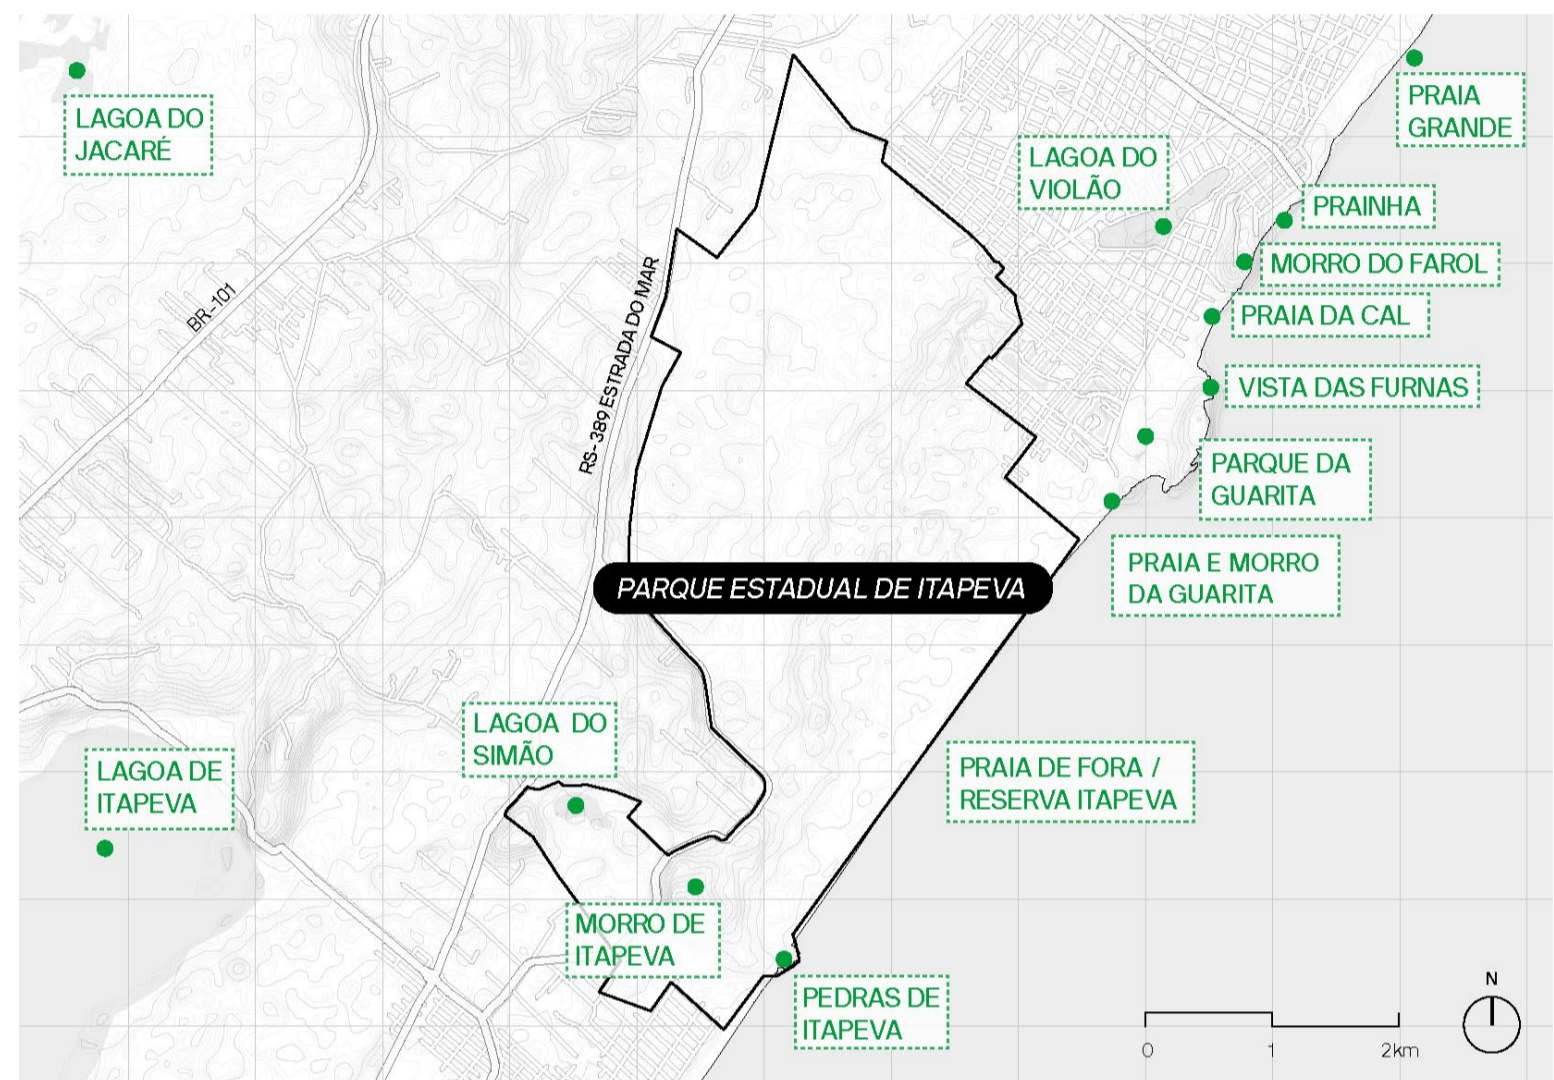 LAGOA DO
JACARÉ
PRAIA
GRANDE
LAGOA DO
VIOLÃO
PRAINHA
MORRO DO FAROL
BR-101
RS-389 ESTRADA DO MAR
PRAIA DA CAL
VISTA DAS FURNAS
PARQUE DA
GUARITA
PRAIA E MORRO
DA GUARITA
PARQUE ESTADUAL DE ITAPEVA
LAGOA DO
SIMÃO
LAGOA DE
ITAPEVA
PRAIA DE FORA /
RESERVA ITAPEVA
MORRO DE
ITAPEVA
PEDRAS DE
ITAPEVA
N
0 1 2km